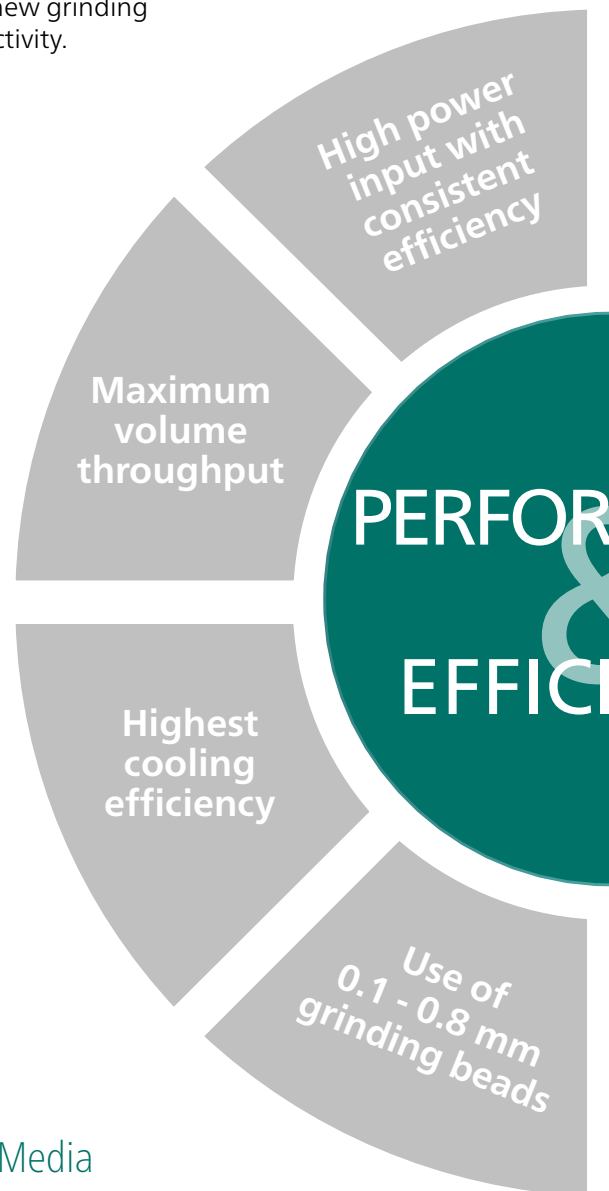 new grinding
ctivity.
High power
input with
consistent
efficiency
Maximum
volume
throughput
PERFOR
&
EFFICI
Highest
cooling
efficiency
Use of
0.1 - 0.8 mm
grinding beads
Media